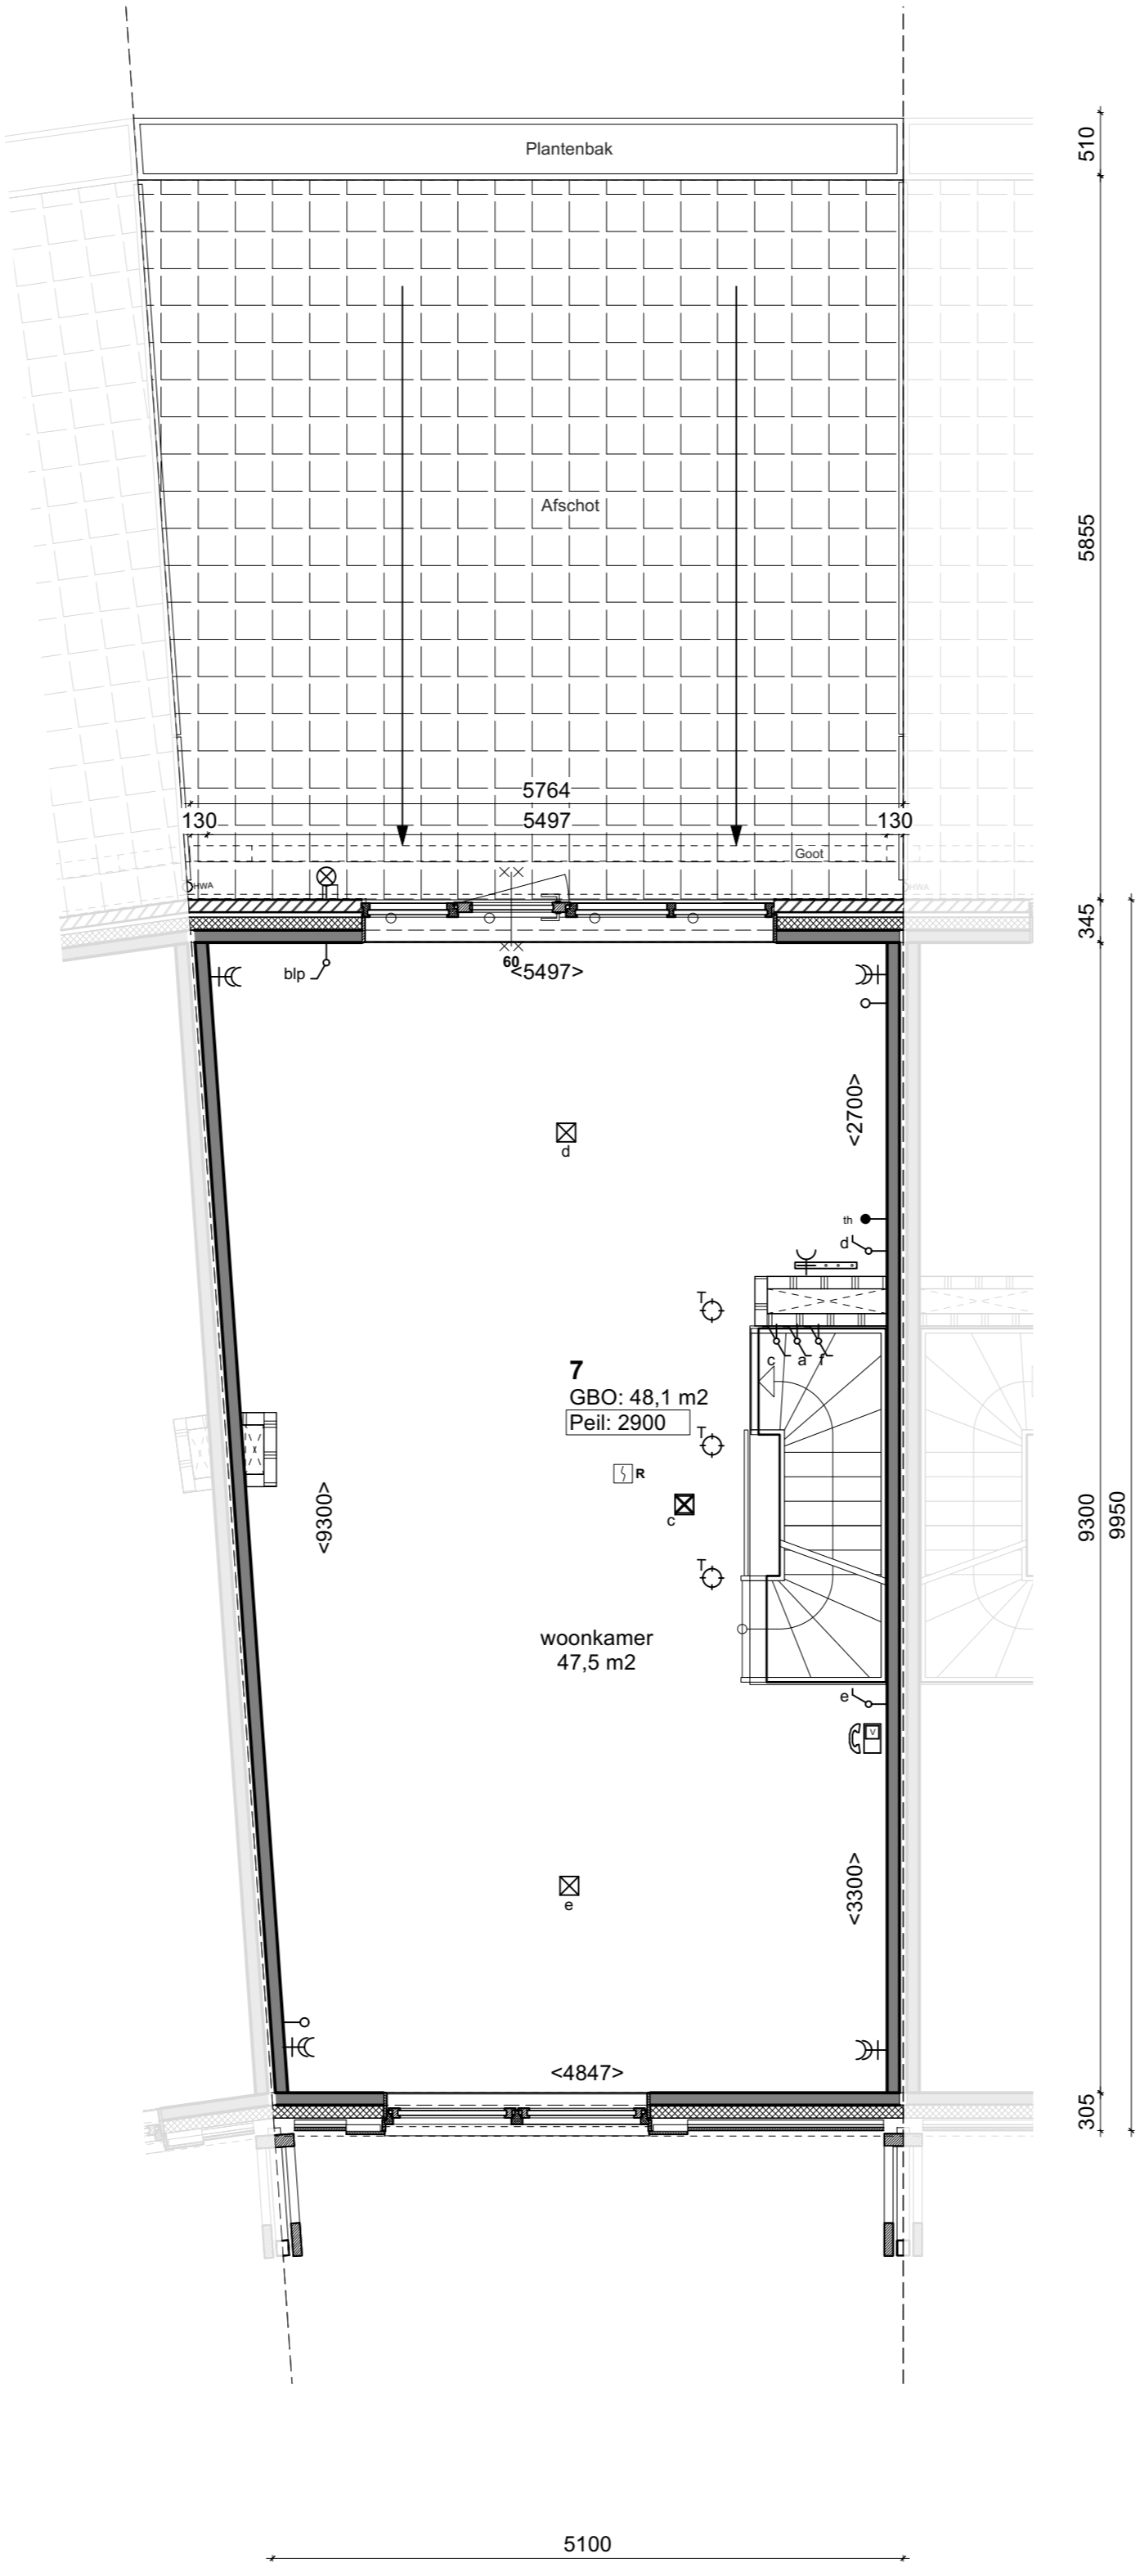 Plantenbak
510
Afschot
5855
5764
130
5497
130
Goot
HWA
HWA
345
60
<5497>
blp
<2700>
d
th
d
T
c a f
7
GBO: 48,1 m2
Peil: 2900
T
R
c
<9300>
9300
9950
T
woonkamer
47,5 m2
e
V
<3300>
e
<4847>
305
5100